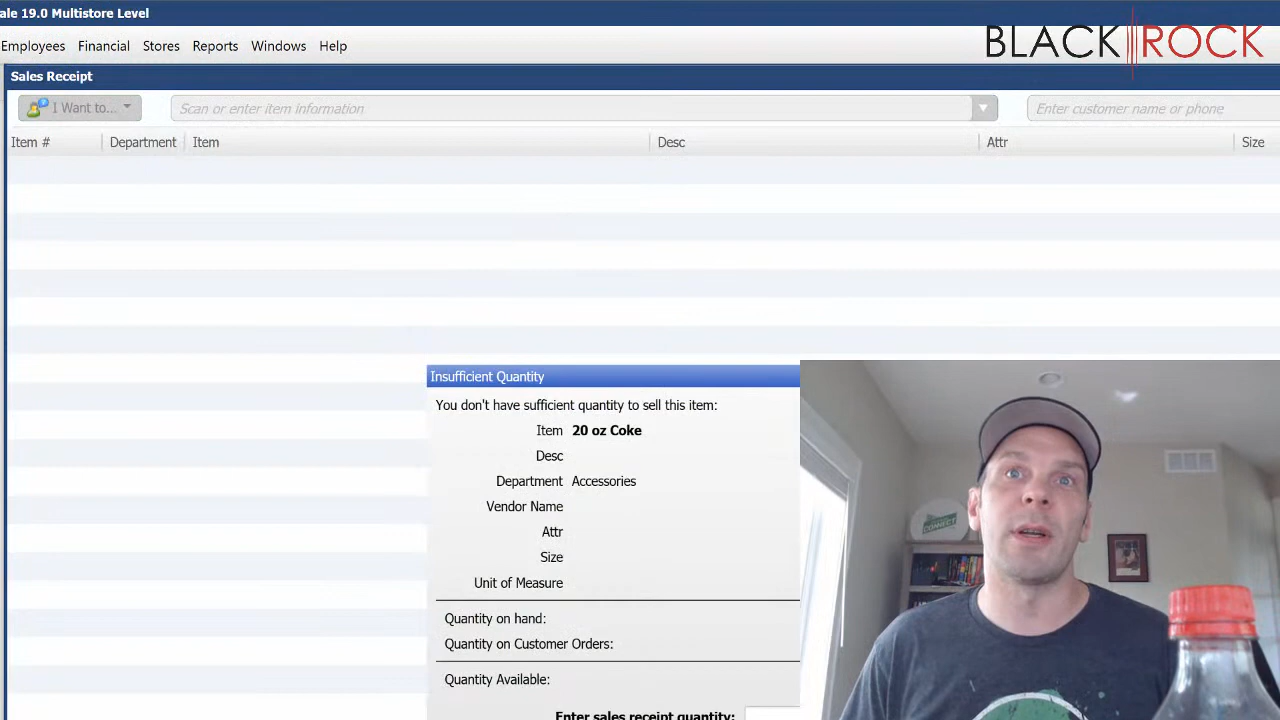 ale 19.0 Multistore Level
BLACK ROCK
Employees Financial Stores Reports Windows Help
Sales Receipt
I Want to... Scan or enter item information Enter customer name or phone
Item # Department Item Desc Attr Size
Insufficient Quantity
You don't have sufficient quantity to sell this item:
Item 20 oz Coke
Desc
Department Accessories
Vendor Name
Attr
Size
Unit of Measure
Quantity on hand:
Quantity on Customer Orders:
Quantity Available:
Enter sales receipt quantity:
CONNECT